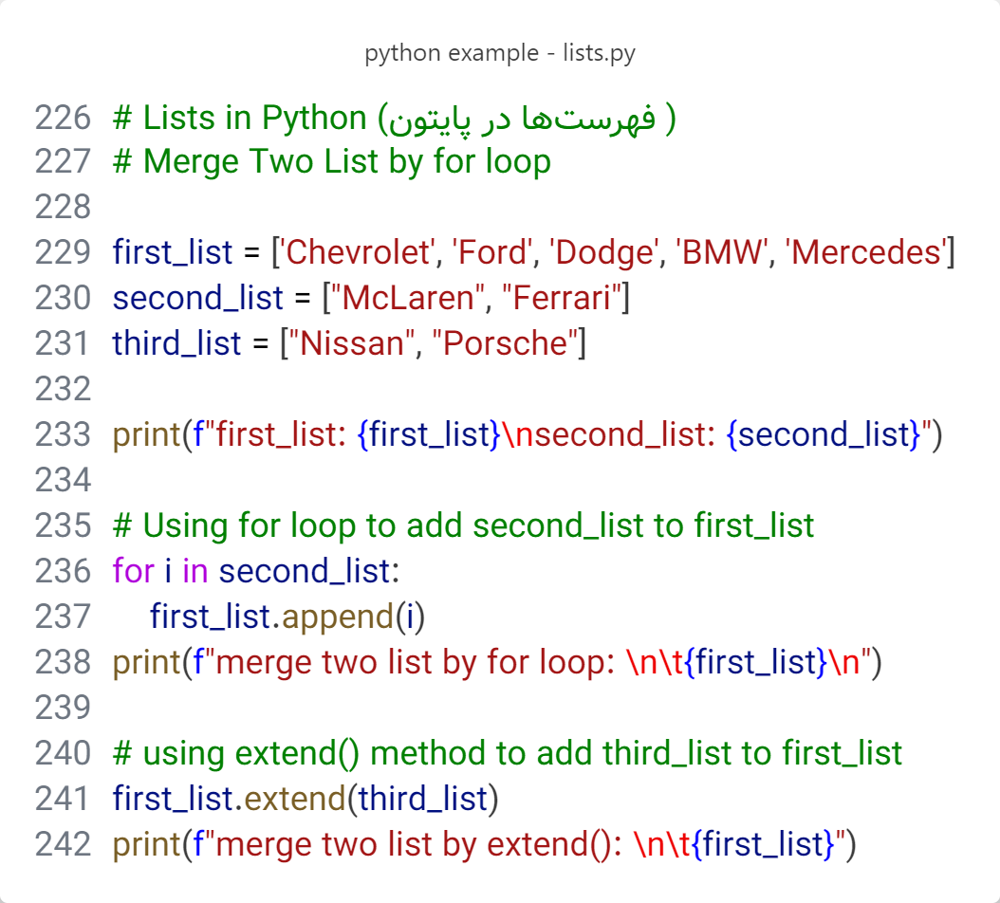 python example - lists.py
226 # Lists in Python (فهرست‌ها در پایتون )
227 # Merge Two List by for loop
228
229 first_list = ['Chevrolet', 'Ford', 'Dodge', 'BMW', 'Mercedes']
230 second_list = ["McLaren", "Ferrari"]
231 third_list = ["Nissan", "Porsche"]
232
233 print(f"first_list: {first_list}\nsecond_list: {second_list}")
234
235 # Using for loop to add second_list to first_list
236 for i in second_list:
237     first_list.append(i)
238 print(f"merge two list by for loop: \n\t{first_list}\n")
239
240 # using extend() method to add third_list to first_list
241 first_list.extend(third_list)
242 print(f"merge two list by extend(): \n\t{first_list}")